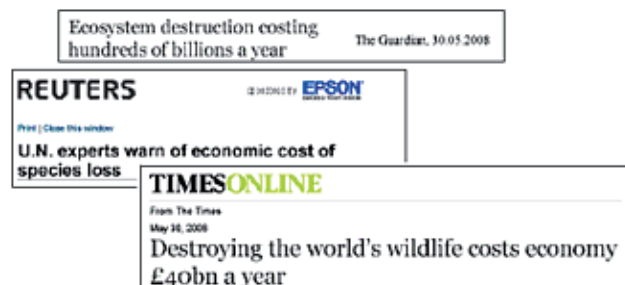 Ecosystem destruction costing
hundreds of billions a year
The Guardian, 30.05.2008
REUTERS
EPSON
Print | Close this window
U.N. experts warn of economic cost of
species loss
TIMESONLINE
From The Times
May 30, 2008
Destroying the world's wildlife costs economy
£40bn a year